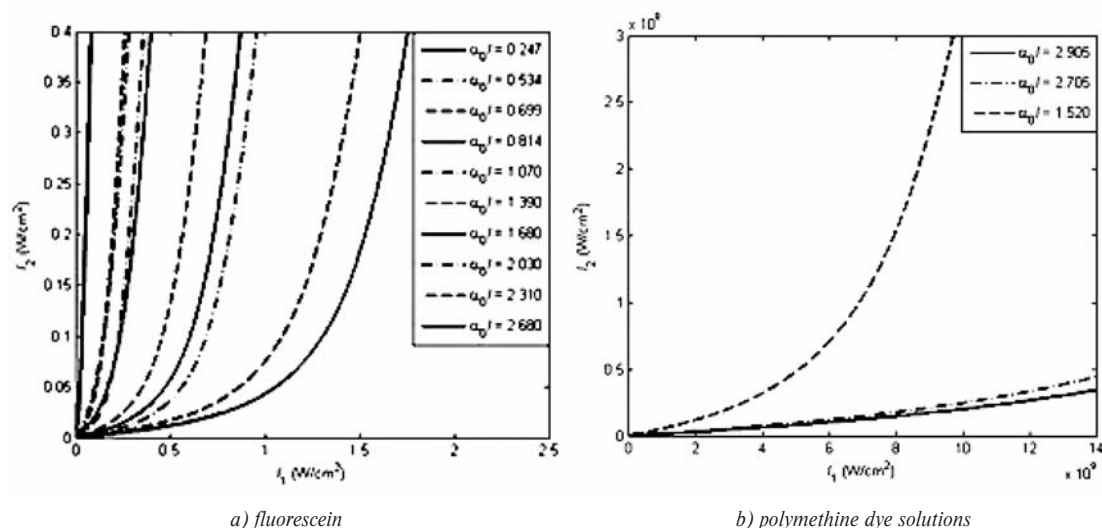 0.4
0.35
0.3
0.25
0.2
0.15
0.1
0.05
0
0
0.5
1
1.5
2
2.5
I2 (W/cm²)
I1 (W/cm²)
α0l = 0.247
α0l = 0.534
α0l = 0.699
α0l = 0.814
α0l = 1.070
α0l = 1.390
α0l = 1.680
α0l = 2.030
α0l = 2.310
α0l = 2.680
a) fluorescein
x 10⁹
3
2.5
2
1.5
1
0.5
0
0
2
4
6
8
10
12
14
x 10⁹
I2 (W/cm²)
I1 (W/cm²)
α0l = 2.905
α0l = 2.705
α0l = 1.520
b) polymethine dye solutions